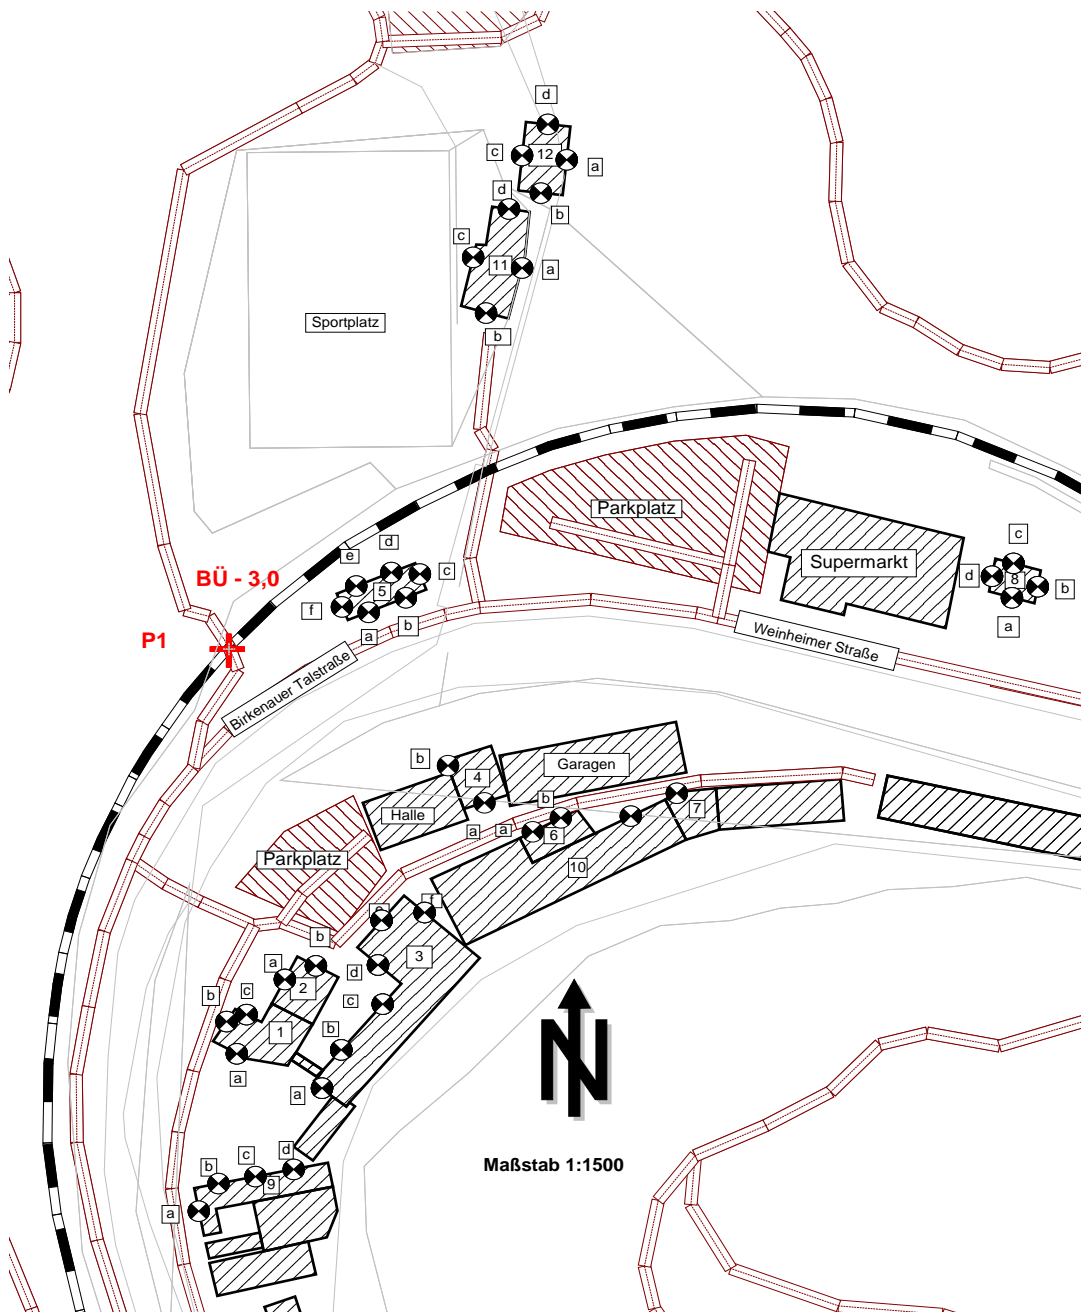 d
c
12
a
d
b
c
11
a
Sportplatz
b
Parkplatz
Supermarkt
c
d
e
c
d
8
b
BÜ - 3,0
5
f
a
b
a
P1
Weinheimer Straße
Birkenauer Talstraße
b
4
Garagen
Halle
b
7
a
a
6
Parkplatz
10
e
f
b
3
a
d
2
b
c
c
1
b
a
a
N
Maßstab 1:1500
d
c
b
9
a